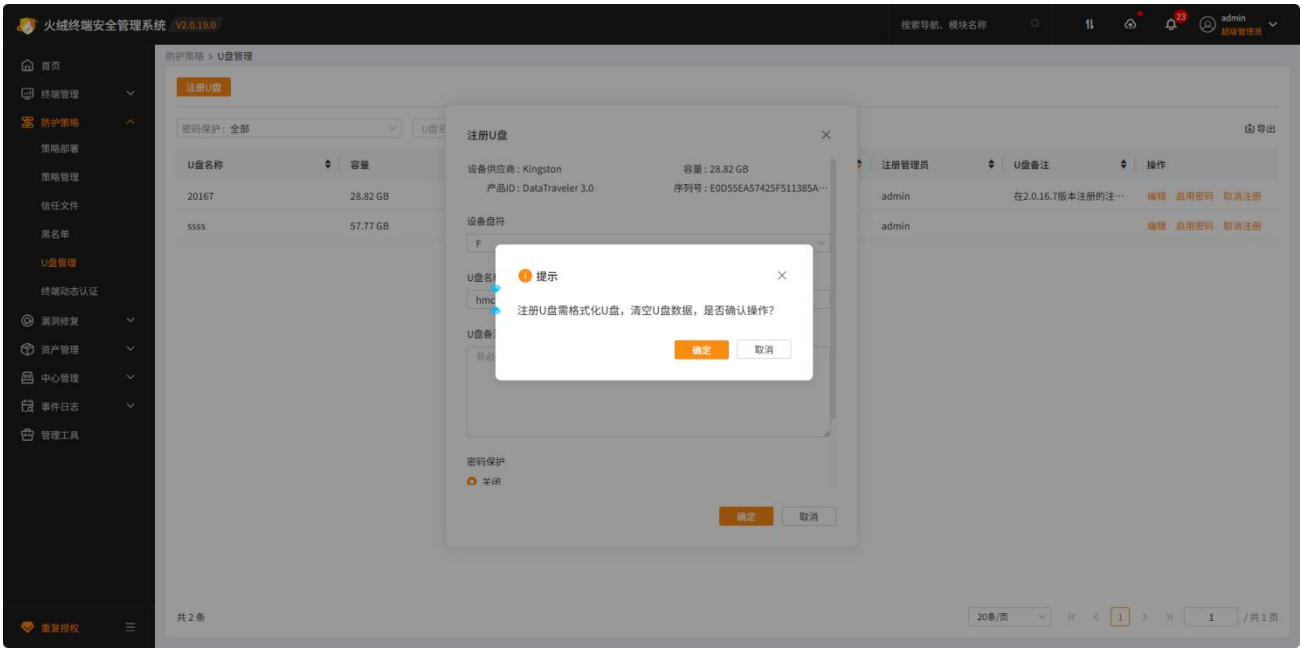 火绒终端安全管理系统 V2.0.19.0
搜索导航、模块名称
23
admin
超级管理员
首页
终端管理
防护策略
策略部署
策略管理
信任文件
黑名单
U盘管理
终端动态认证
漏洞修复
资产管理
中心管理
事件日志
管理工具
重复授权
防护策略 > U盘管理
注册U盘
密码保护: 全部
U盘名
导出
U盘名称 容量 注册管理员 U盘备注 操作
20167 28.82 GB admin 在2.0.16.7版本注册的注… 编辑 启用密码 取消注册
ssss 57.77 GB admin 编辑 启用密码 取消注册
注册U盘
设备供应商 : Kingston 容量 : 28.82 GB
产品ID : DataTraveler 3.0 序列号 : E0D55EA57425F511385A…
设备盘符
F
U盘名
提示
注册U盘需格式化U盘，清空U盘数据，是否确认操作？
确定 取消
密码保护
关闭
确定 取消
共 2 条
20条/页
1
1 / 共 1 页